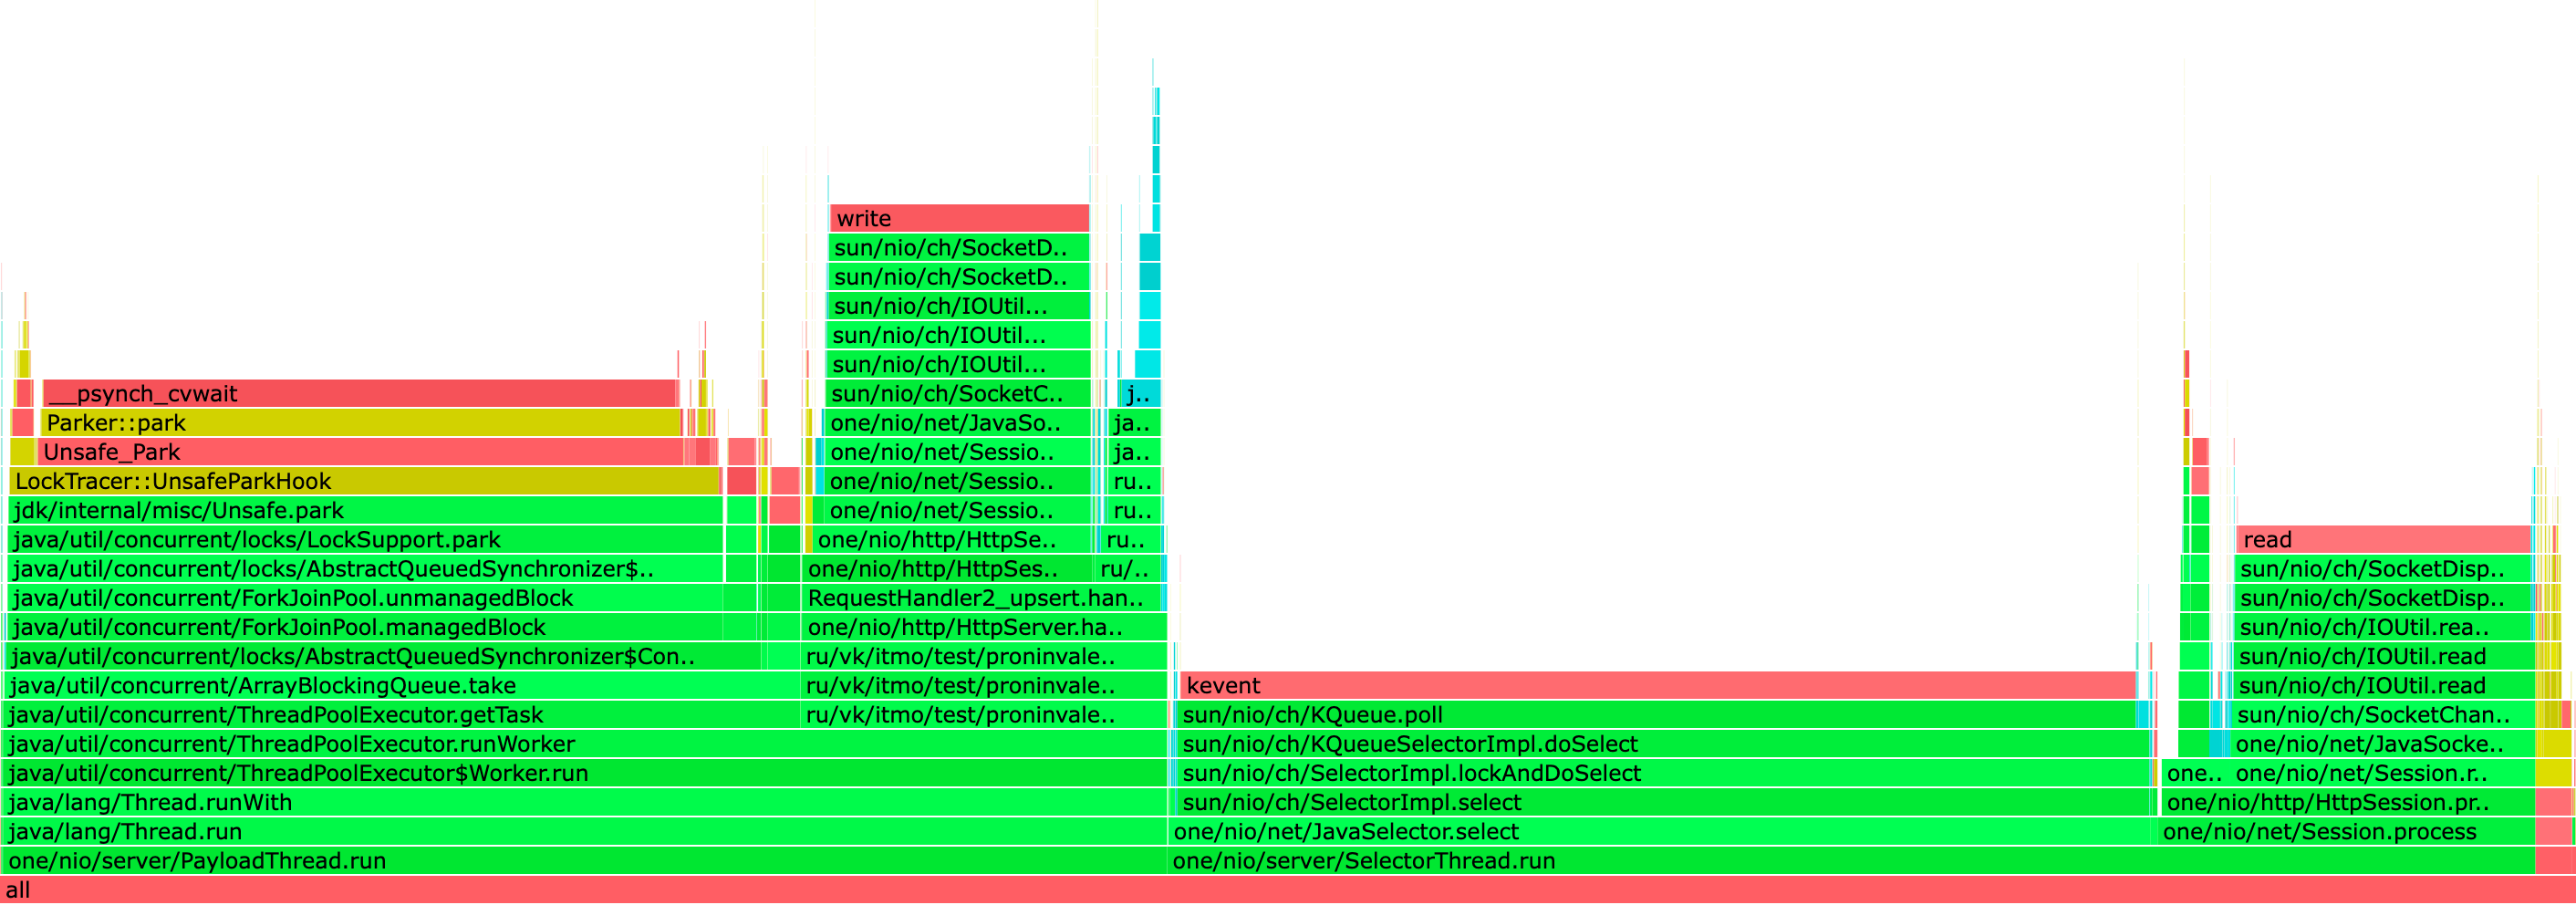 write
sun/nio/ch/SocketD..
sun/nio/ch/SocketD..
sun/nio/ch/IOUtil...
sun/nio/ch/IOUtil...
sun/nio/ch/IOUtil...
__psynch_cvwait sun/nio/ch/SocketC.. j..
Parker::park one/nio/net/JavaSo.. ja..
Unsafe_Park one/nio/net/Sessio.. ja..
LockTracer::UnsafeParkHook one/nio/net/Sessio.. ru..
jdk/internal/misc/Unsafe.park one/nio/net/Sessio.. ru..
java/util/concurrent/locks/LockSupport.park one/nio/http/HttpSe.. ru.. read
java/util/concurrent/locks/AbstractQueuedSynchronizer$.. one/nio/http/HttpSes.. ru/.. sun/nio/ch/SocketDisp..
java/util/concurrent/ForkJoinPool.unmanagedBlock RequestHandler2_upsert.han.. sun/nio/ch/SocketDisp..
java/util/concurrent/ForkJoinPool.managedBlock one/nio/http/HttpServer.ha.. sun/nio/ch/IOUtil.rea..
java/util/concurrent/locks/AbstractQueuedSynchronizer$Con.. ru/vk/itmo/test/proninvale.. sun/nio/ch/IOUtil.read
java/util/concurrent/ArrayBlockingQueue.take ru/vk/itmo/test/proninvale.. kevent sun/nio/ch/IOUtil.read
java/util/concurrent/ThreadPoolExecutor.getTask ru/vk/itmo/test/proninvale.. sun/nio/ch/KQueue.poll sun/nio/ch/SocketChan..
java/util/concurrent/ThreadPoolExecutor.runWorker sun/nio/ch/KQueueSelectorImpl.doSelect one/nio/net/JavaSocke..
java/util/concurrent/ThreadPoolExecutor$Worker.run sun/nio/ch/SelectorImpl.lockAndDoSelect one.. one/nio/net/Session.r..
java/lang/Thread.runWith sun/nio/ch/SelectorImpl.select one/nio/http/HttpSession.pr..
java/lang/Thread.run one/nio/net/JavaSelector.select one/nio/net/Session.process
one/nio/server/PayloadThread.run one/nio/server/SelectorThread.run
all